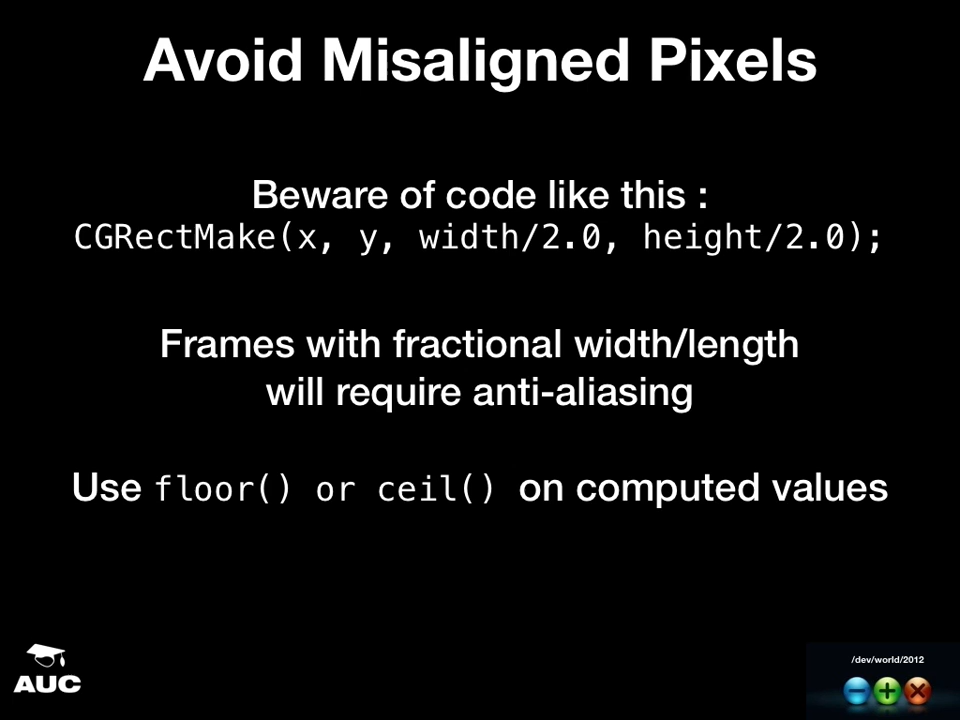 Avoid Misaligned Pixels
Beware of code like this :
CGRectMake(x, y, width/2.0, height/2.0);
Frames with fractional width/length
will require anti-aliasing
Use floor() or ceil() on computed values
AUC
/dev/world/2012